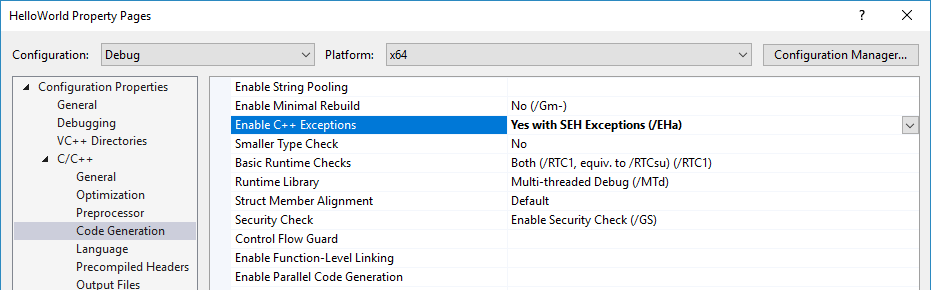 HelloWorld Property Pages ? ×
Configuration: Debug Platform: x64 Configuration Manager...
Configuration Properties
General
Debugging
VC++ Directories
C/C++
General
Optimization
Preprocessor
Code Generation
Language
Precompiled Headers
Output Files
Enable String Pooling
Enable Minimal Rebuild No (/Gm-)
Enable C++ Exceptions Yes with SEH Exceptions (/EHa)
Smaller Type Check No
Basic Runtime Checks Both (/RTC1, equiv. to /RTCsu) (/RTC1)
Runtime Library Multi-threaded Debug (/MTd)
Struct Member Alignment Default
Security Check Enable Security Check (/GS)
Control Flow Guard
Enable Function-Level Linking
Enable Parallel Code Generation